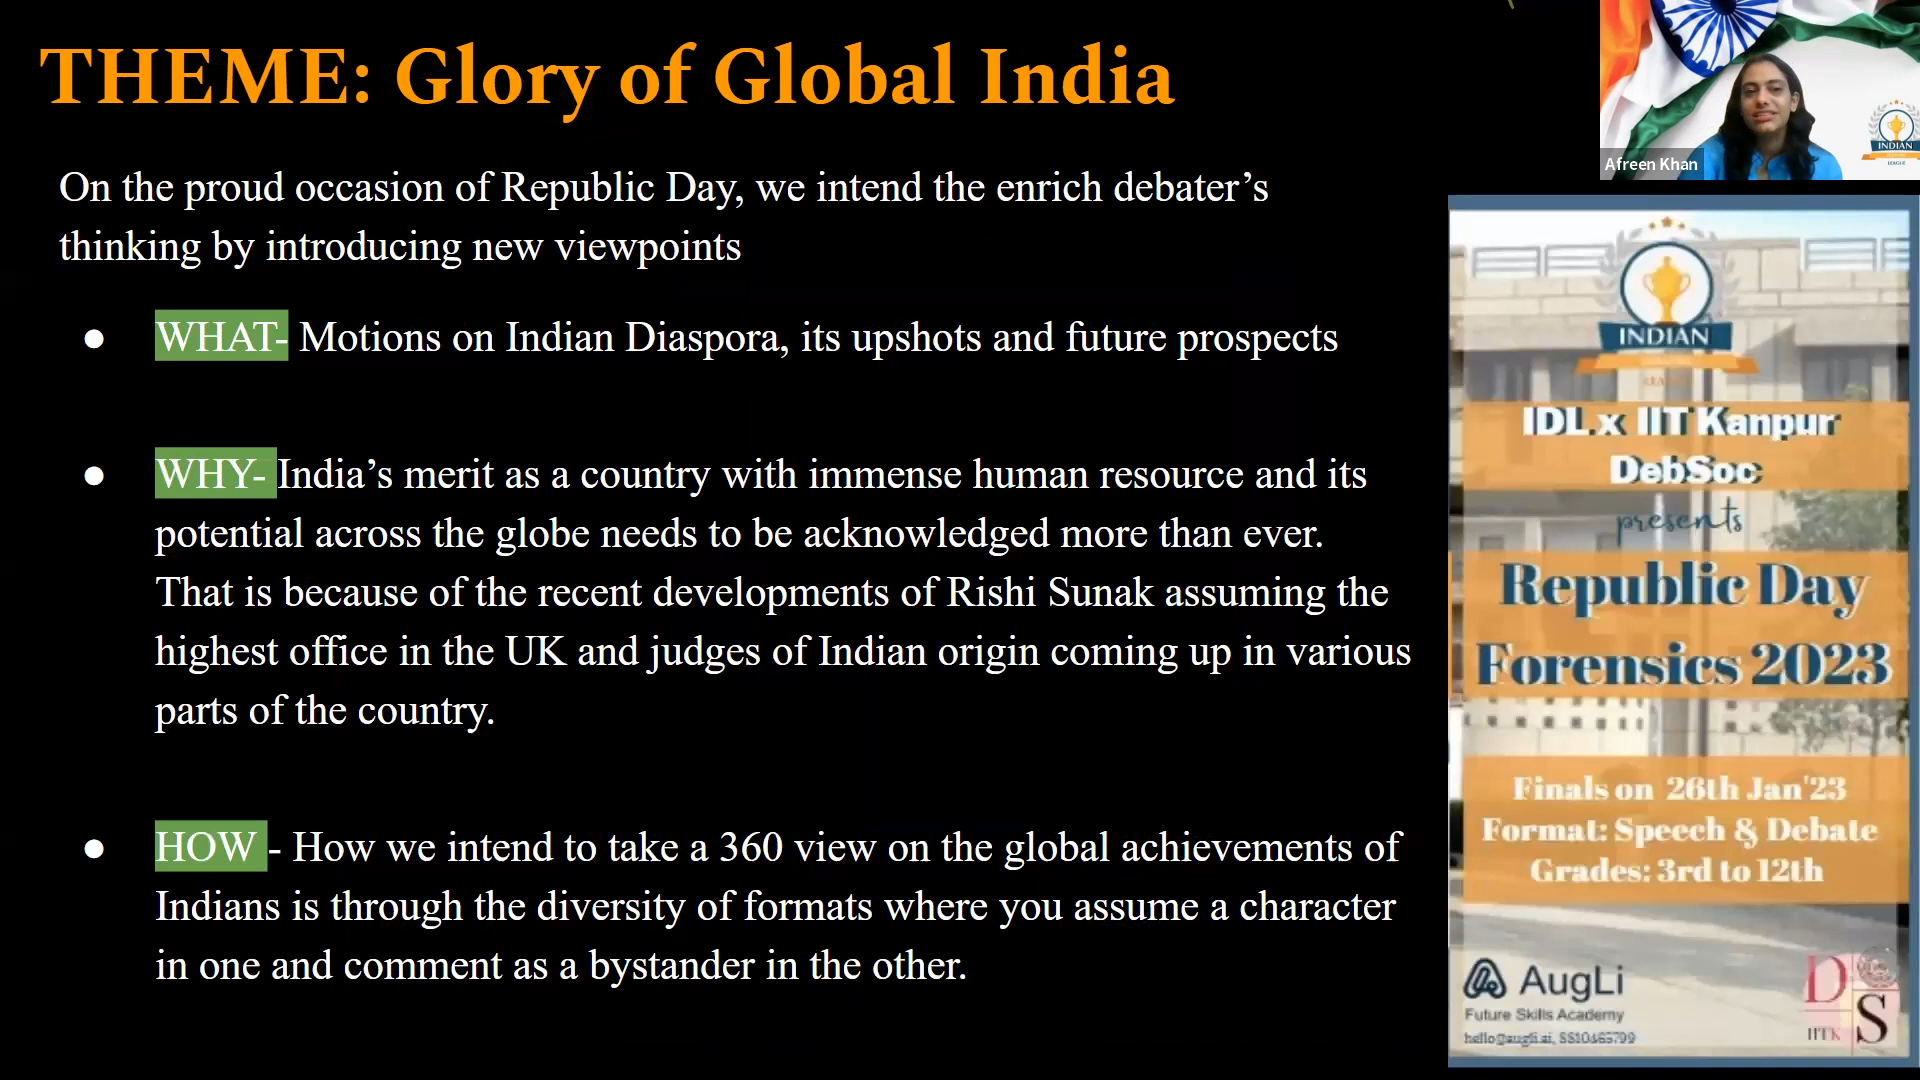 THEME: Glory of Global India
On the proud occasion of Republic Day, we intend the enrich debater’s
thinking by introducing new viewpoints
● WHAT- Motions on Indian Diaspora, its upshots and future prospects
● WHY- India’s merit as a country with immense human resource and its
potential across the globe needs to be acknowledged more than ever.
That is because of the recent developments of Rishi Sunak assuming the
highest office in the UK and judges of Indian origin coming up in various
parts of the country.
● HOW - How we intend to take a 360 view on the global achievements of
Indians is through the diversity of formats where you assume a character
in one and comment as a bystander in the other.
Afreen Khan
INDIAN
LEAGUE
INDIAN
IDL x IIT Kanpur
DebSoc
presents
Republic Day
Forensics 2023
Finals on 26th Jan'23
Format: Speech & Debate
Grades: 3rd to 12th
AugLi
Future Skills Academy
hello@augli.ai,
D
S
IITK